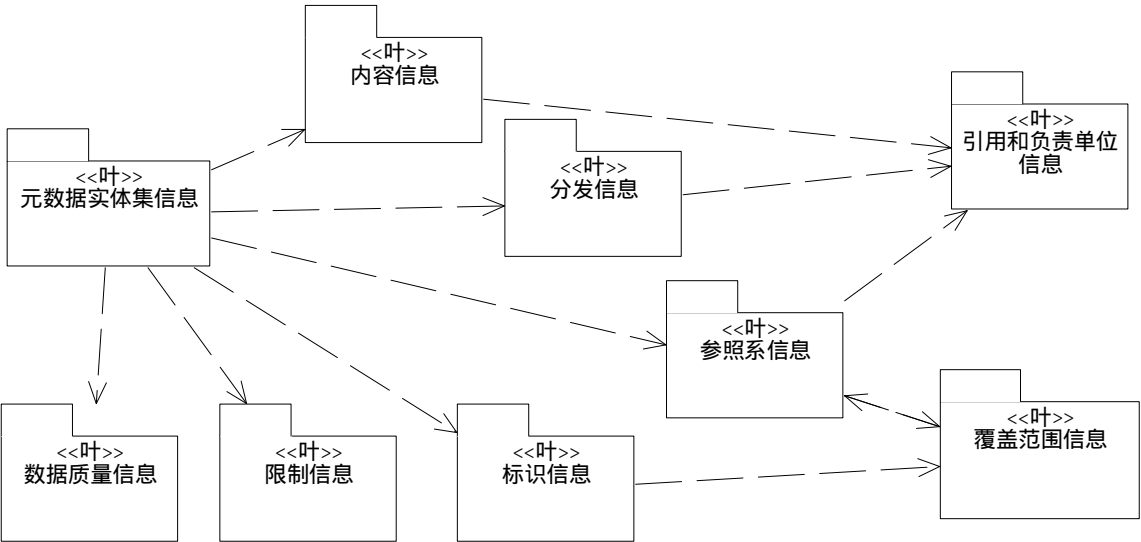 <<叶>>
内容信息
<<叶>>
引用和负责单位
信息
<<叶>>
分发信息
<<叶>>
元数据实体集信息
<<叶>>
参照系信息
<<叶>>
覆盖范围信息
<<叶>>
数据质量信息
<<叶>>
限制信息
<<叶>>
标识信息